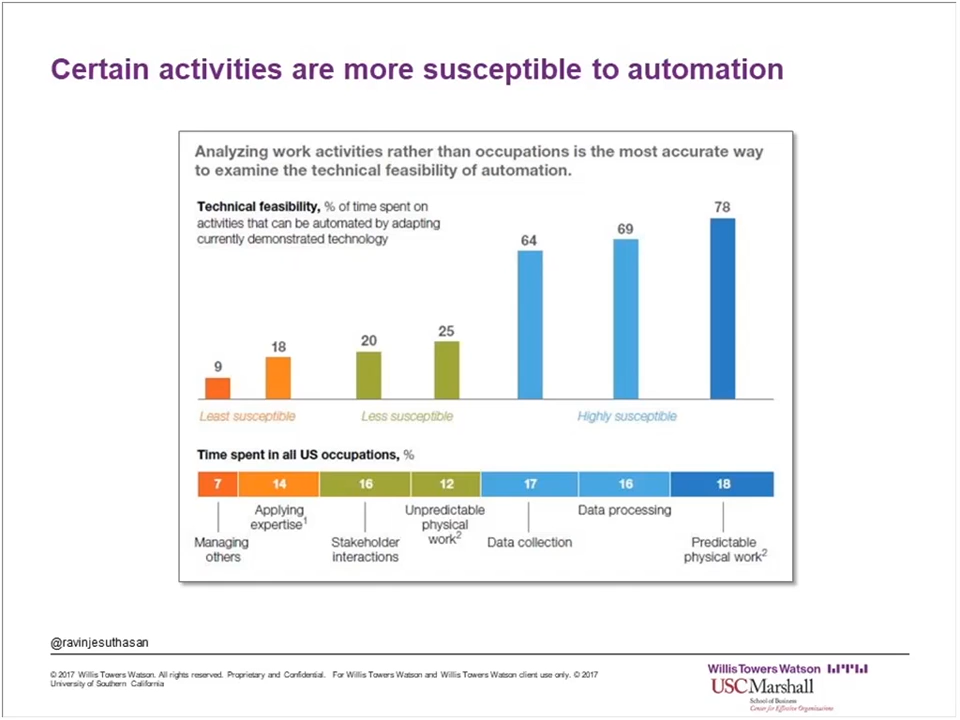 Certain activities are more susceptible to automation
Analyzing work activities rather than occupations is the most accurate way
to examine the technical feasibility of automation.
Technical feasibility, % of time spent on
activities that can be automated by adapting
currently demonstrated technology
9
18
20
25
64
69
78
Least susceptible
Less susceptible
Highly susceptible
Time spent in all US occupations, %
7 14 16 12 17 16 18
Managing
others
Applying
expertise1
Stakeholder
interactions
Unpredictable
physical
work2
Data collection
Data processing
Predictable
physical work2
@ravinjesuthasan
© 2017 Willis Towers Watson. All rights reserved. Proprietary and Confidential. For Willis Towers Watson and Willis Towers Watson client use only. © 2017
University of Southern California
Willis Towers Watson
USC Marshall
School of Business
Center for Effective Organizations